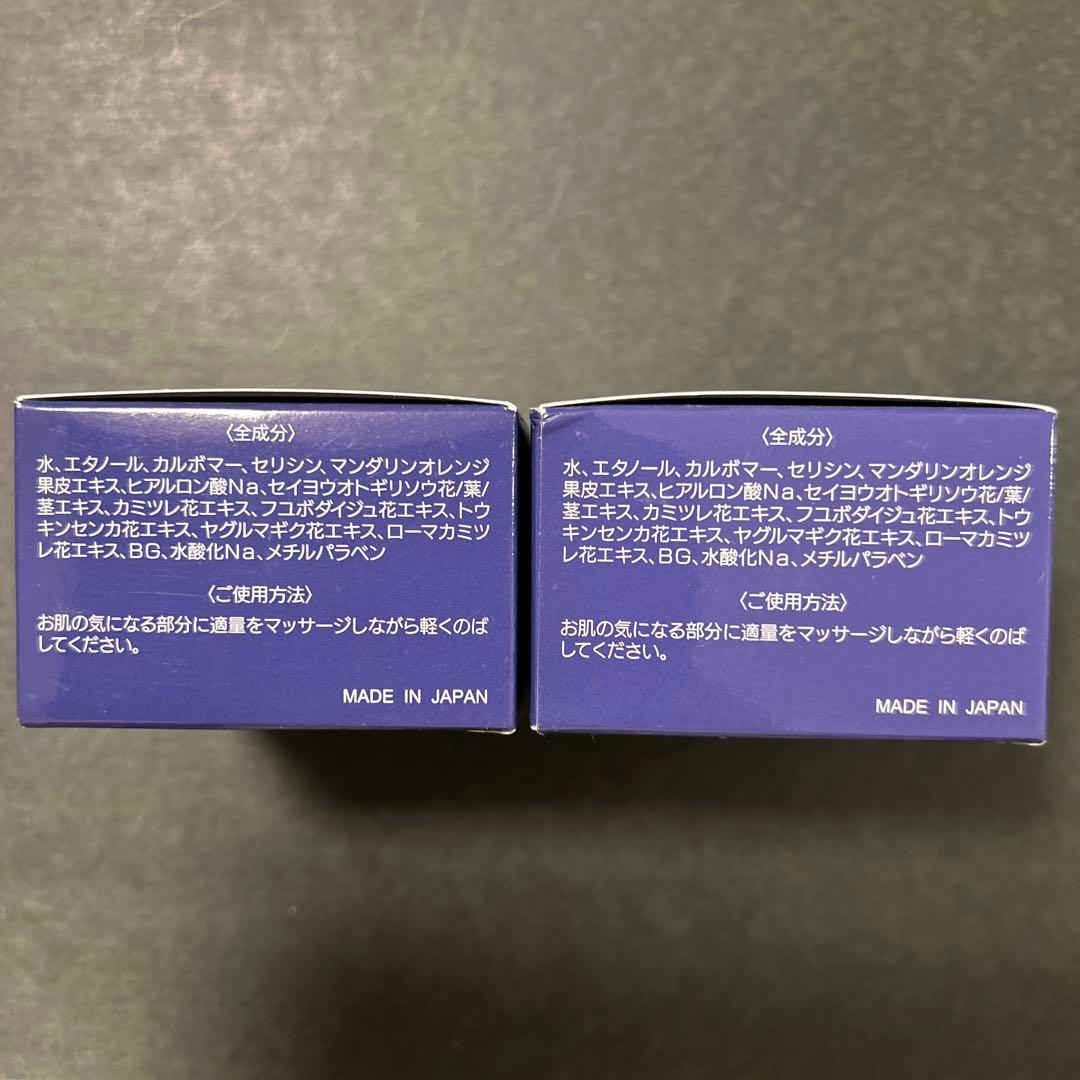 〈全成分〉
水、エタノール、カルボマー、セリシン、マンダリンオレンジ
果皮エキス、ヒアルロン酸Na、セイヨウオトギリソウ花/葉/
茎エキス、カミツレ花エキス、フユボダイジュ花エキス、トウ
キンセンカ花エキス、ヤグルマギク花エキス、ローマカミツ
レ花エキス、BG、水酸化Na、メチルパラベン
〈ご使用方法〉
お肌の気になる部分に適量をマッサージしながら軽くのば
してください。
MADE IN JAPAN
〈全成分〉
水、エタノール、カルボマー、セリシン、マンダリンオレンジ
果皮エキス、ヒアルロン酸Na、セイヨウオトギリソウ花/葉/
茎エキス、カミツレ花エキス、フユボダイジュ花エキス、トウ
キンセンカ花エキス、ヤグルマギク花エキス、ローマカミツ
レ花エキス、BG、水酸化Na、メチルパラベン
〈ご使用方法〉
お肌の気になる部分に適量をマッサージしながら軽くのば
してください。
MADE IN JAPAN